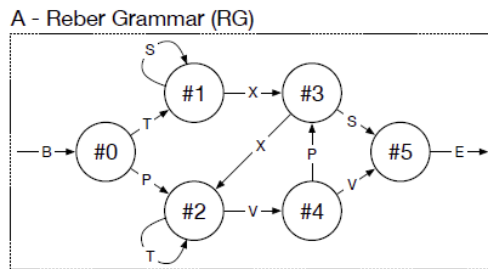 A - Reber Grammar (RG)
S
#1 X #3
T S
B #0 X P #5 E
P V
#2 V #4
T